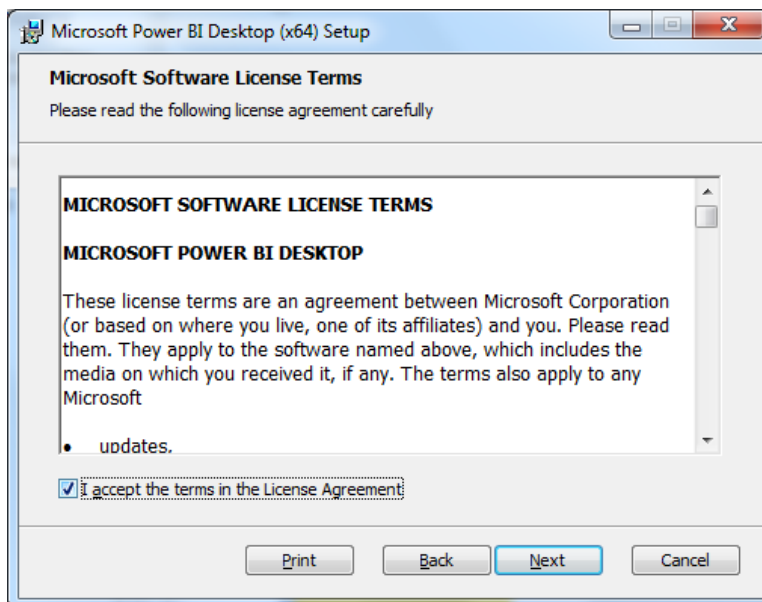 Microsoft Power BI Desktop (x64) Setup
Microsoft Software License Terms
Please read the following license agreement carefully
MICROSOFT SOFTWARE LICENSE TERMS
MICROSOFT POWER BI DESKTOP
These license terms are an agreement between Microsoft Corporation
(or based on where you live, one of its affiliates) and you. Please read
them. They apply to the software named above, which includes the
media on which you received it, if any. The terms also apply to any
Microsoft
• updates,
I accept the terms in the License Agreement
Print Back Next Cancel